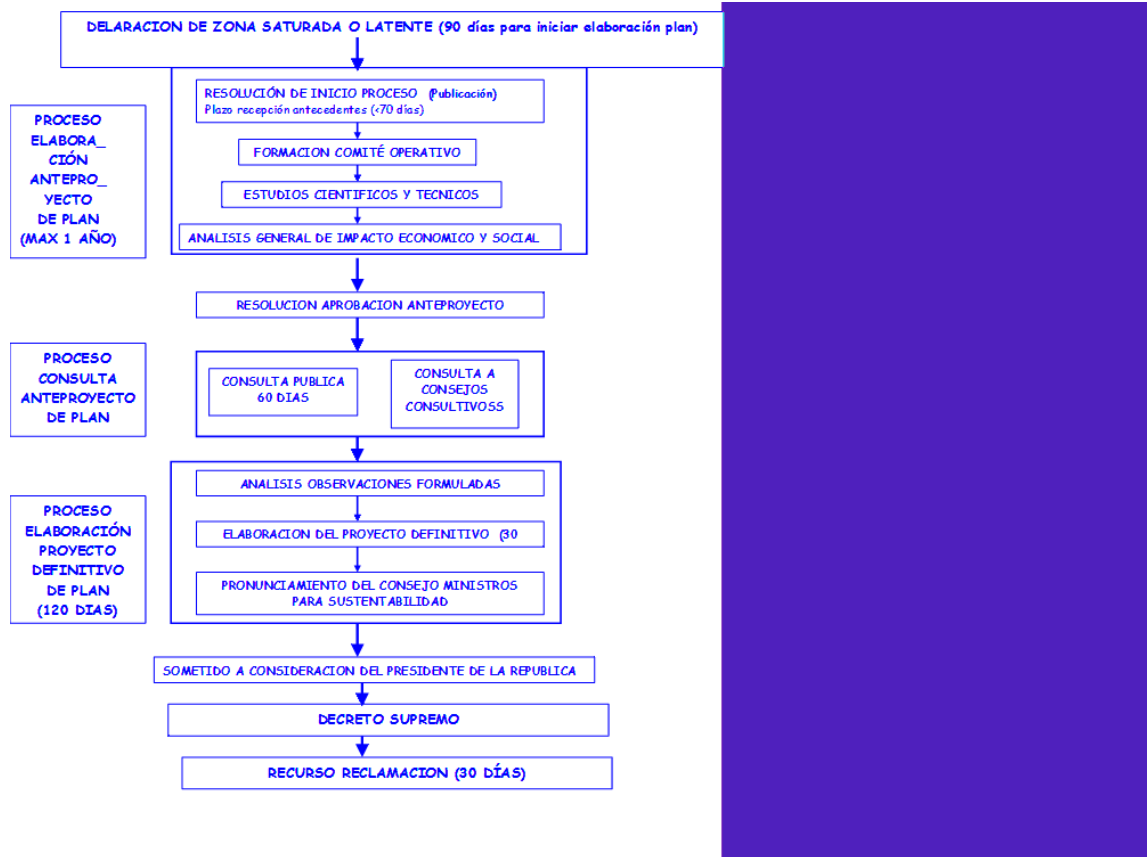 DELARACION DE ZONA SATURADA O LATENTE (90 días para iniciar elaboración plan)
PROCESO
ELABORA_
CIÓN
ANTEPRO_
YECTO
DE PLAN
(MAX 1 AÑO)
RESOLUCIÓN DE INICIO PROCESO (Publicación)
Plazo recepción antecedentes (<70 días)
FORMACION COMITÉ OPERATIVO
ESTUDIOS CIENTIFICOS Y TECNICOS
ANALISIS GENERAL DE IMPACTO ECONOMICO Y SOCIAL
RESOLUCION APROBACION ANTEPROYECTO
PROCESO
CONSULTA
ANTEPROYECTO
DE PLAN
CONSULTA PUBLICA
60 DIAS
CONSULTA A
CONSEJOS
CONSULTIVOSS
PROCESO
ELABORACIÓN
PROYECTO
DEFINITIVO
DE PLAN
(120 DIAS)
ANALISIS OBSERVACIONES FORMULADAS
ELABORACION DEL PROYECTO DEFINITIVO (30
PRONUNCIAMIENTO DEL CONSEJO MINISTROS
PARA SUSTENTABILIDAD
SOMETIDO A CONSIDERACION DEL PRESIDENTE DE LA REPUBLICA
DECRETO SUPREMO
RECURSO RECLAMACION (30 DÍAS)